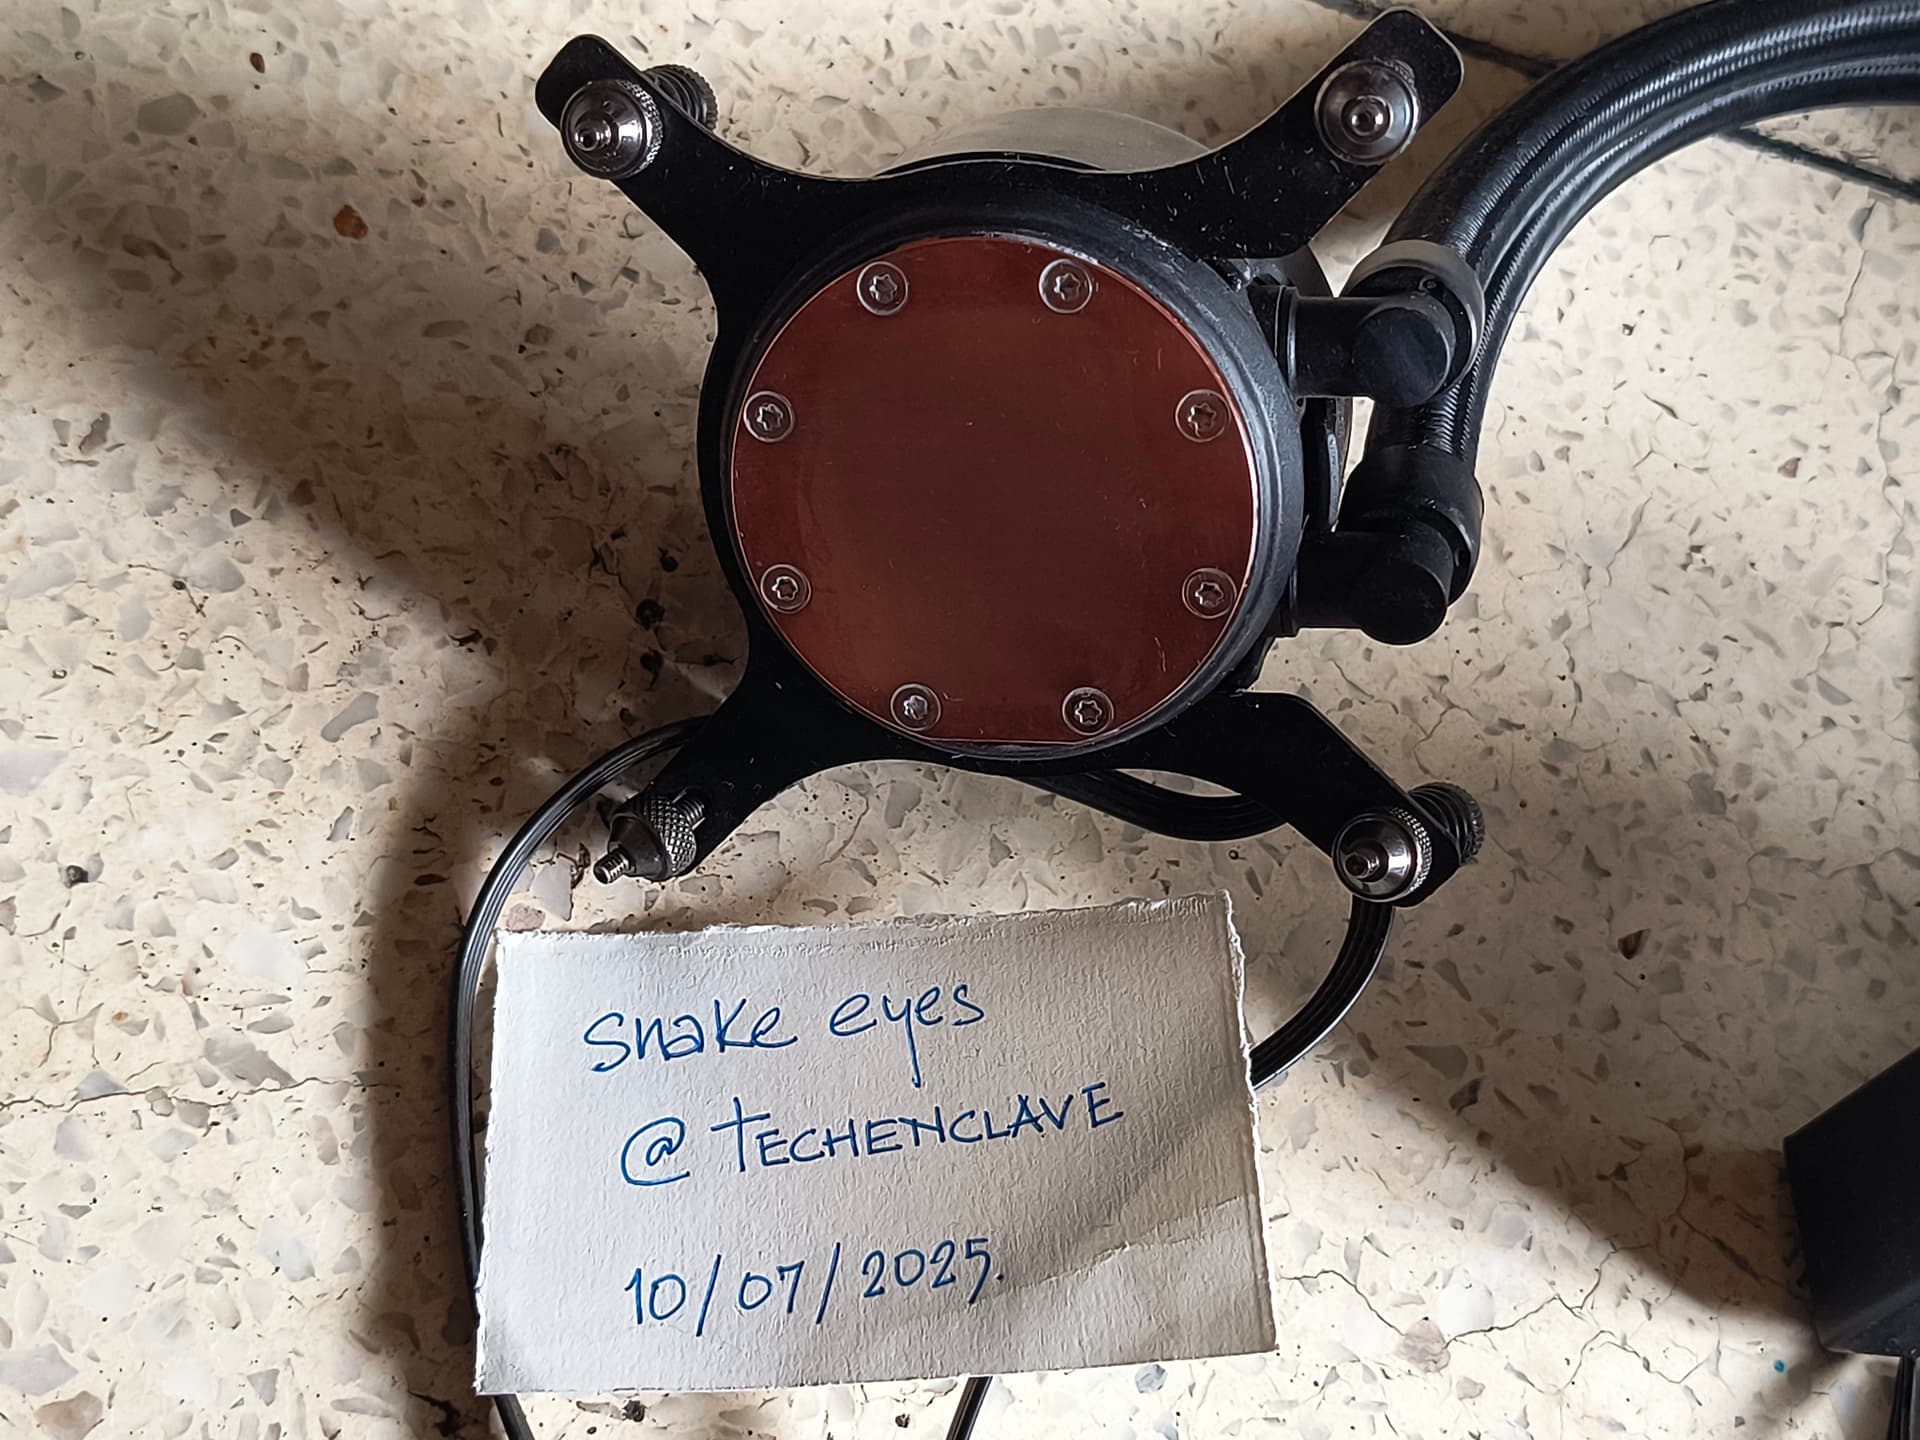 snake eyes
@ TECHENCLAVE
10/07/2025.